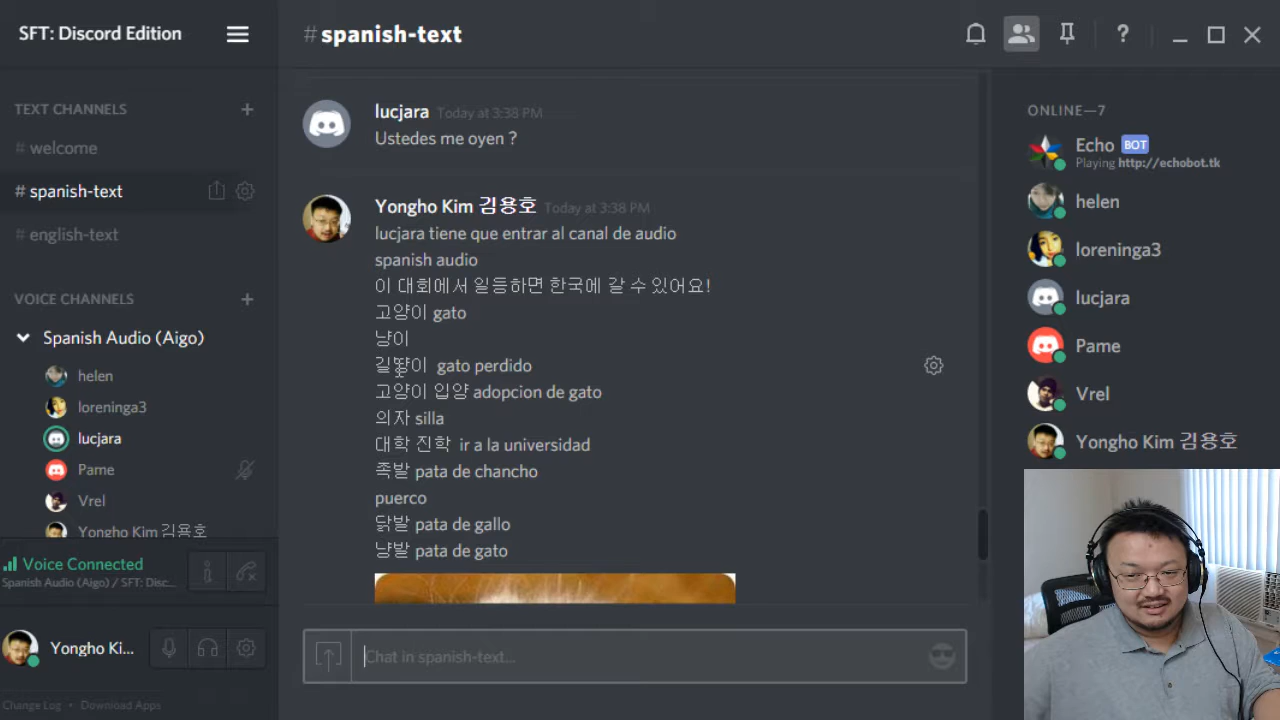 SFT: Discord Edition
# spanish-text
TEXT CHANNELS
# welcome
# spanish-text
# english-text
VOICE CHANNELS
Spanish Audio (Aigo)
helen
loreninga3
lucjara
Pame
Vrel
Yongho Kim 김용호
Voice Connected
Spanish Audio (Aigo) / SFT: Disc...
Yongho Ki...
Change Log • Download Apps
lucjara Today at 3:38 PM
Ustedes me oyen ?
Yongho Kim 김용호 Today at 3:38 PM
lucjara tiene que entrar al canal de audio
spanish audio
이 대회에서 일등하면 한국에 갈 수 있어요!
고양이 gato
냥이
gato perdido
고양이 입양 adopcion de gato
의자 silla
대학 진학 ir a la universidad
족발 pata de chancho
puerco
닭발 pata de gallo
냥발 pata de gato
Chat in spanish-text...
ONLINE—7
Echo BOT
Playing http://echobot.tk
helen
loreninga3
lucjara
Pame
Vrel
Yongho Kim 김용호